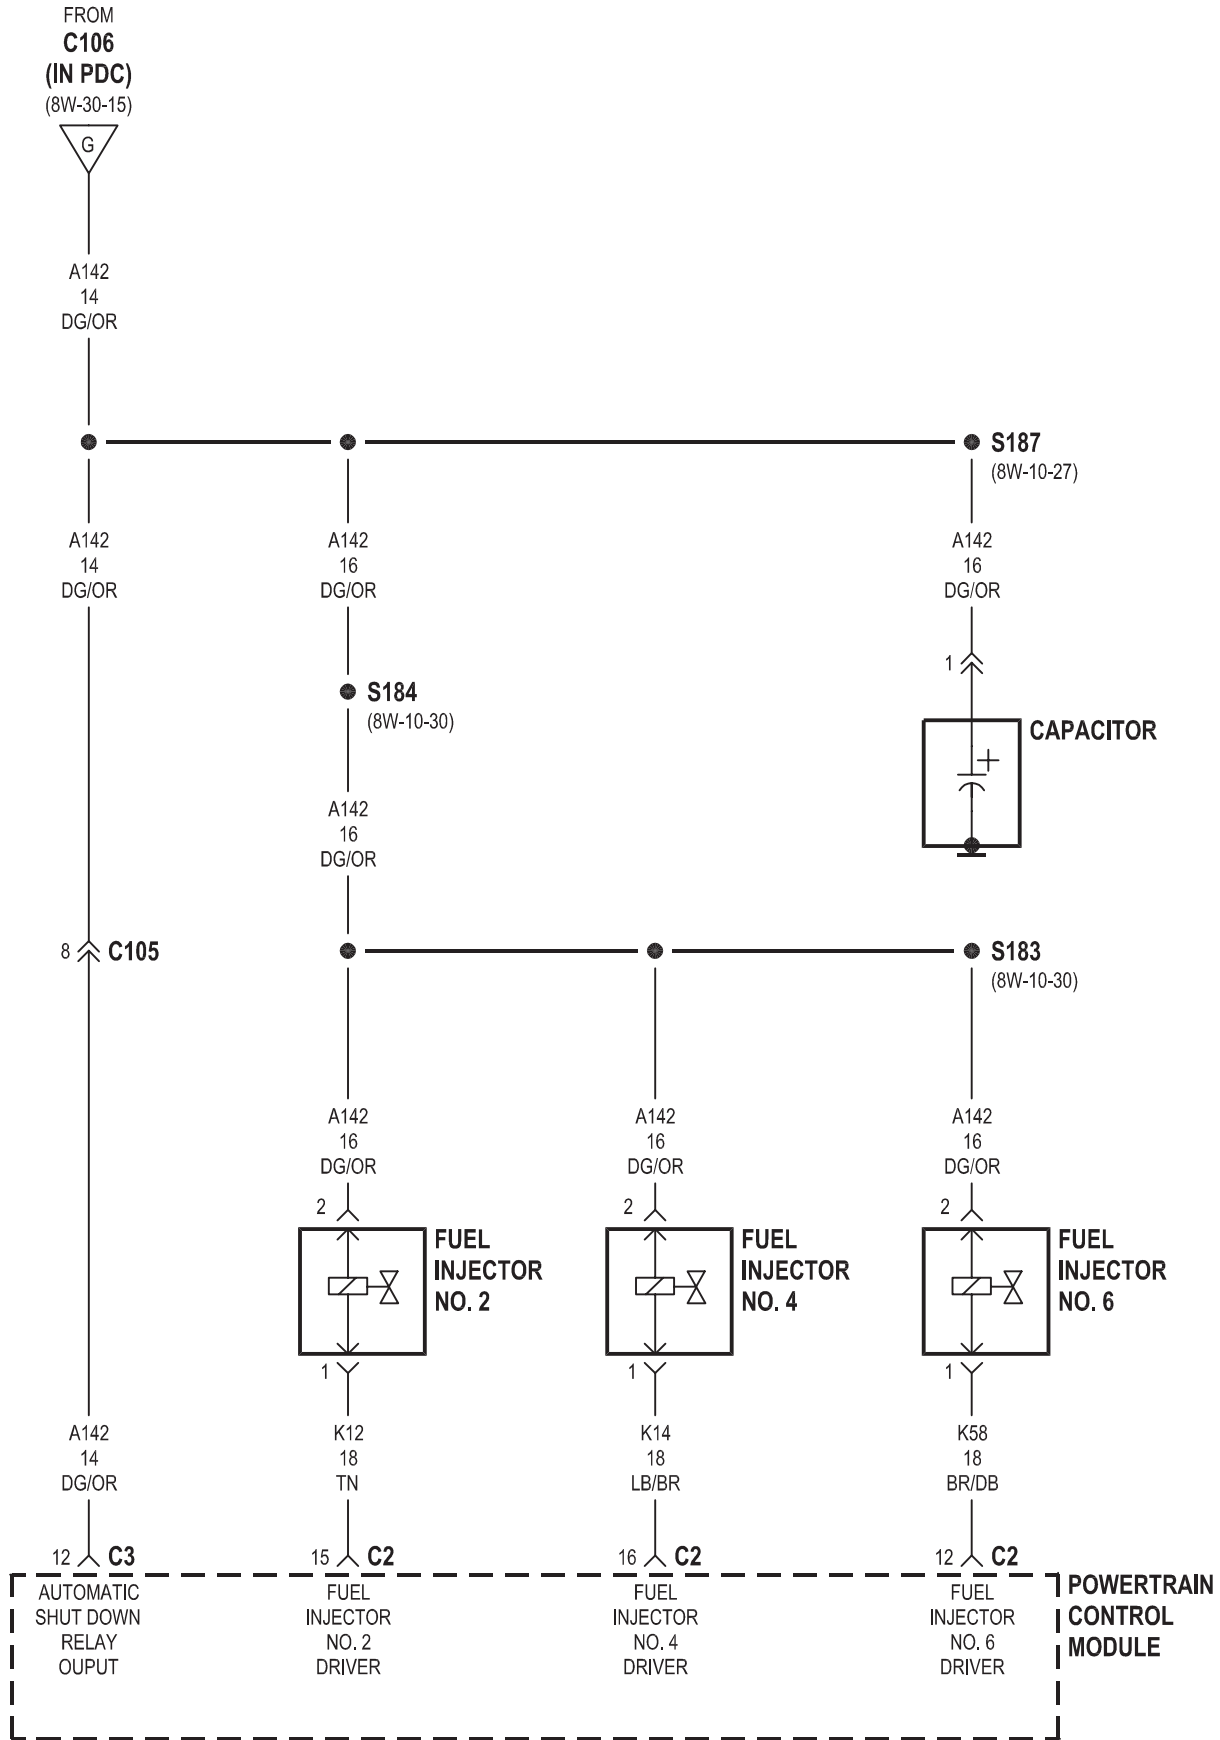 FROM
C106
(IN PDC)
(8W-30-15)
G
A142
14
DG/OR
S187
(8W-10-27)
A142
14
DG/OR
A142
16
DG/OR
A142
16
DG/OR
1
S184
(8W-10-30)
CAPACITOR
+
A142
16
DG/OR
8
C105
S183
(8W-10-30)
A142
16
DG/OR
A142
16
DG/OR
A142
16
DG/OR
2
FUEL
INJECTOR
NO. 2
1
2
FUEL
INJECTOR
NO. 4
1
2
FUEL
INJECTOR
NO. 6
1
A142
14
DG/OR
K12
18
TN
K14
18
LB/BR
K58
18
BR/DB
12 C3
15 C2
16 C2
12 C2
AUTOMATIC
SHUT DOWN
RELAY
OUPUT
FUEL
INJECTOR
NO. 2
DRIVER
FUEL
INJECTOR
NO. 4
DRIVER
FUEL
INJECTOR
NO. 6
DRIVER
POWERTRAIN
CONTROL
MODULE